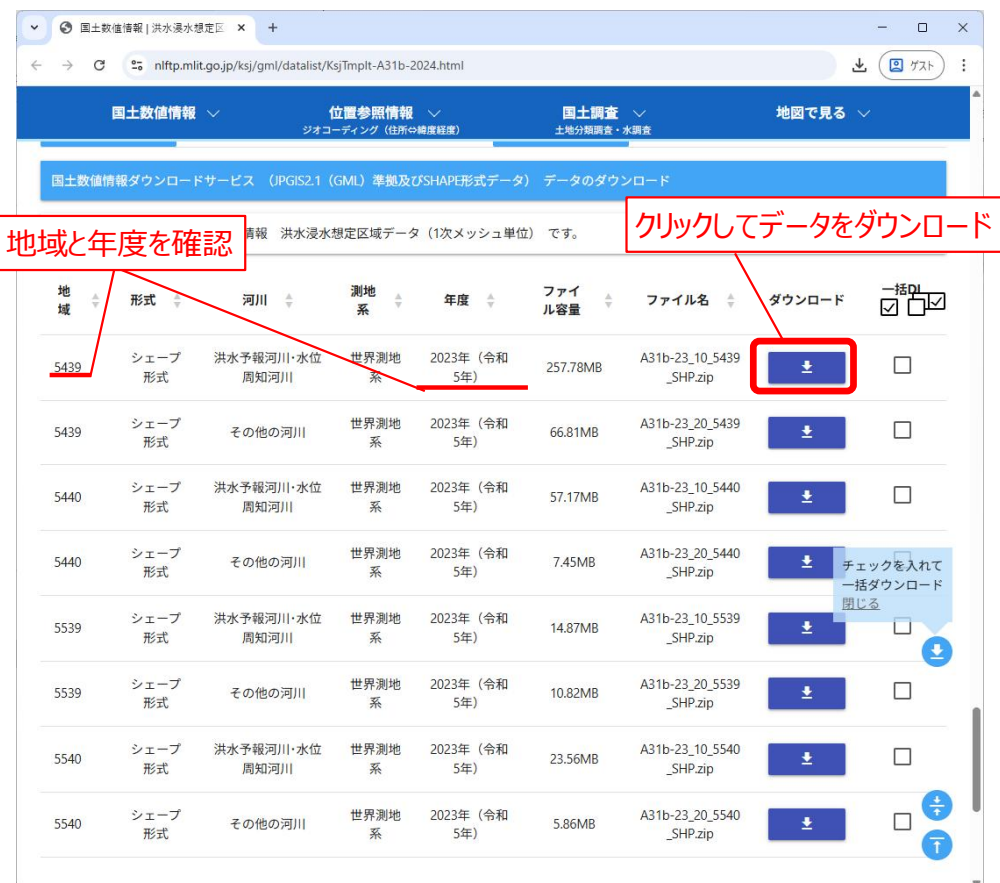 国土数値情報 | 洪水浸水想定区
nlftp.mlit.go.jp/ksj/gml/datalist/KsjTmplt-A31b-2024.html
ゲスト
国土数値情報
位置参照情報
ジオコーディング（住所⇔緯度経度）
国土調査
土地分類調査・水調査
地図で見る
国土数値情報ダウンロードサービス （JPGIS2.1（GML）準拠及びSHAPE形式データ） データのダウンロード
地域と年度を確認
情報 洪水浸水想定区域データ（1次メッシュ単位） です。
クリックしてデータをダウンロード
地域 形式 河川 測地系 年度 ファイル容量 ファイル名 ダウンロード 一括DL
5439 シェープ形式 洪水予報河川・水位周知河川 世界測地系 2023年（令和5年） 257.78MB A31b-23_10_5439_SHP.zip
5439 シェープ形式 その他の河川 世界測地系 2023年（令和5年） 66.81MB A31b-23_20_5439_SHP.zip
5440 シェープ形式 洪水予報河川・水位周知河川 世界測地系 2023年（令和5年） 57.17MB A31b-23_10_5440_SHP.zip
5440 シェープ形式 その他の河川 世界測地系 2023年（令和5年） 7.45MB A31b-23_20_5440_SHP.zip
チェックを入れて
一括ダウンロード
閉じる
5539 シェープ形式 洪水予報河川・水位周知河川 世界測地系 2023年（令和5年） 14.87MB A31b-23_10_5539_SHP.zip
5539 シェープ形式 その他の河川 世界測地系 2023年（令和5年） 10.82MB A31b-23_20_5539_SHP.zip
5540 シェープ形式 洪水予報河川・水位周知河川 世界測地系 2023年（令和5年） 23.56MB A31b-23_10_5540_SHP.zip
5540 シェープ形式 その他の河川 世界測地系 2023年（令和5年） 5.86MB A31b-23_20_5540_SHP.zip